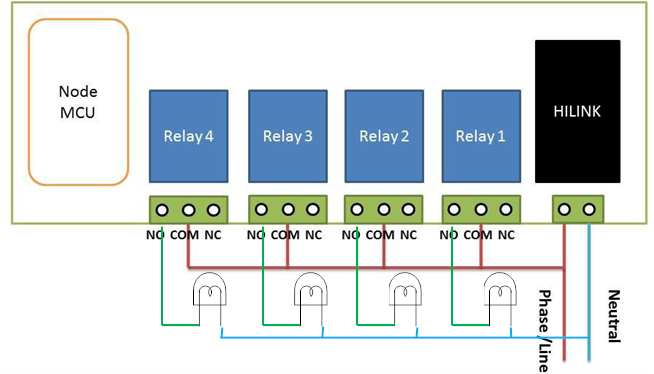 Node
MCU
Relay 4
Relay 3
Relay 2
Relay 1
HILINK
NO COM NC
NO COM NC
NO COM NC
NO COM NC
Phase /Line
Neutral